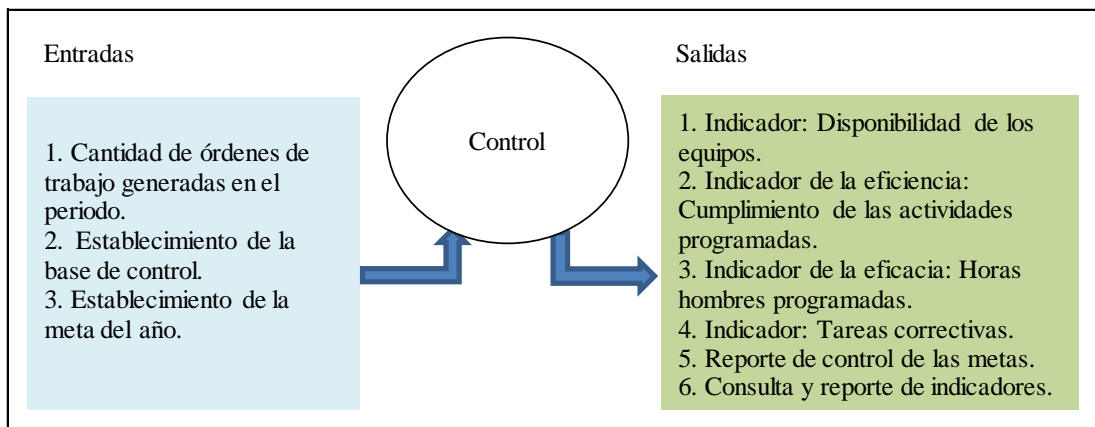 Entradas
1. Cantidad de órdenes de
trabajo generadas en el
periodo.
2. Establecimiento de la
base de control.
3. Establecimiento de la
meta del año.
Control
Salidas
1. Indicador: Disponibilidad de los
equipos.
2. Indicador de la eficiencia:
Cumplimiento de las actividades
programadas.
3. Indicador de la eficacia: Horas
hombres programadas.
4. Indicador: Tareas correctivas.
5. Reporte de control de las metas.
6. Consulta y reporte de indicadores.